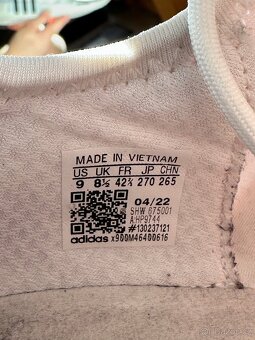 MADE IN VIETNAM
US UK FR JP CHN
9 8½ 42⅔ 270 265
04/22
SHW 675001
A:HP9744
#130237121
adidas x9DDM4640D616